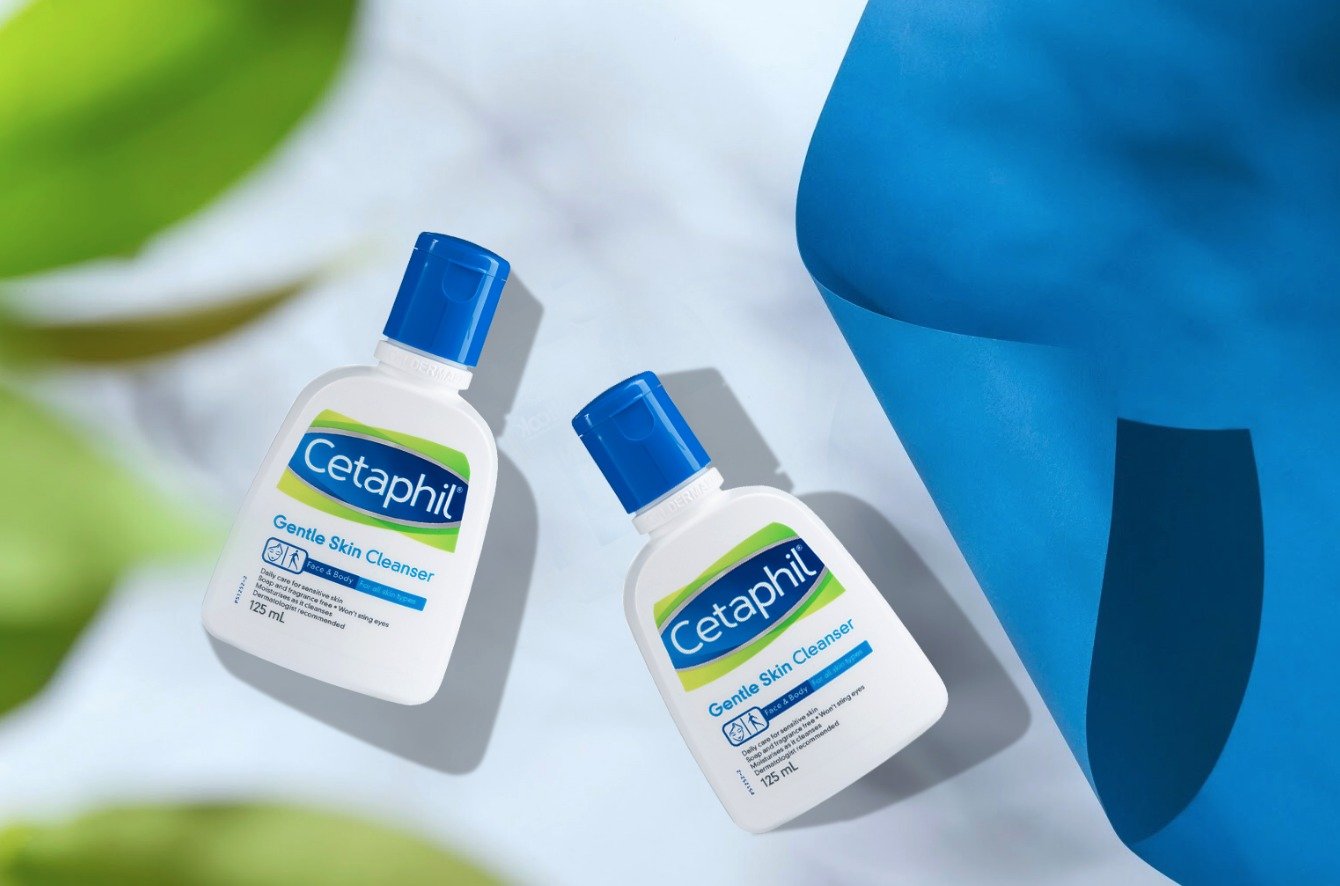 Cetaphil®
Gentle Skin Cleanser
Face & Body For all skin types
Daily care for sensitive skin
Soap and fragrance free • Won't sting eyes
Moisturises as it cleanses
Dermatologist recommended
125 mL
Cetaphil®
Gentle Skin Cleanser
Face & Body For all skin types
Daily care for sensitive skin
Soap and fragrance free • Won't sting eyes
Moisturises as it cleanses
Dermatologist recommended
125 mL